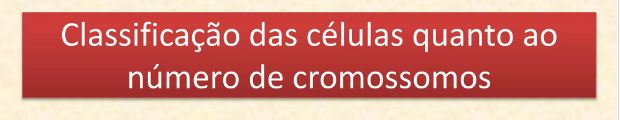 Classificação das células quanto ao
número de cromossomos